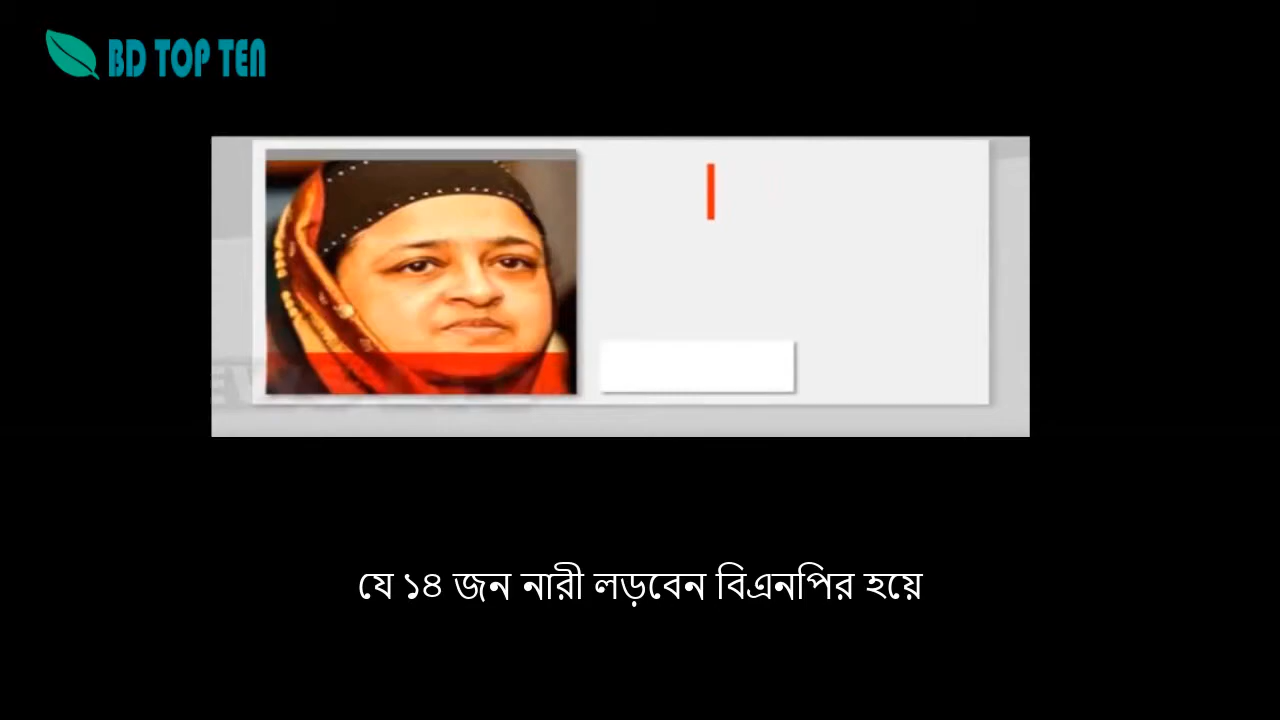 BD TOP TEN
যে ১৪ জন নারী লড়বেন বিএনপির হয়ে